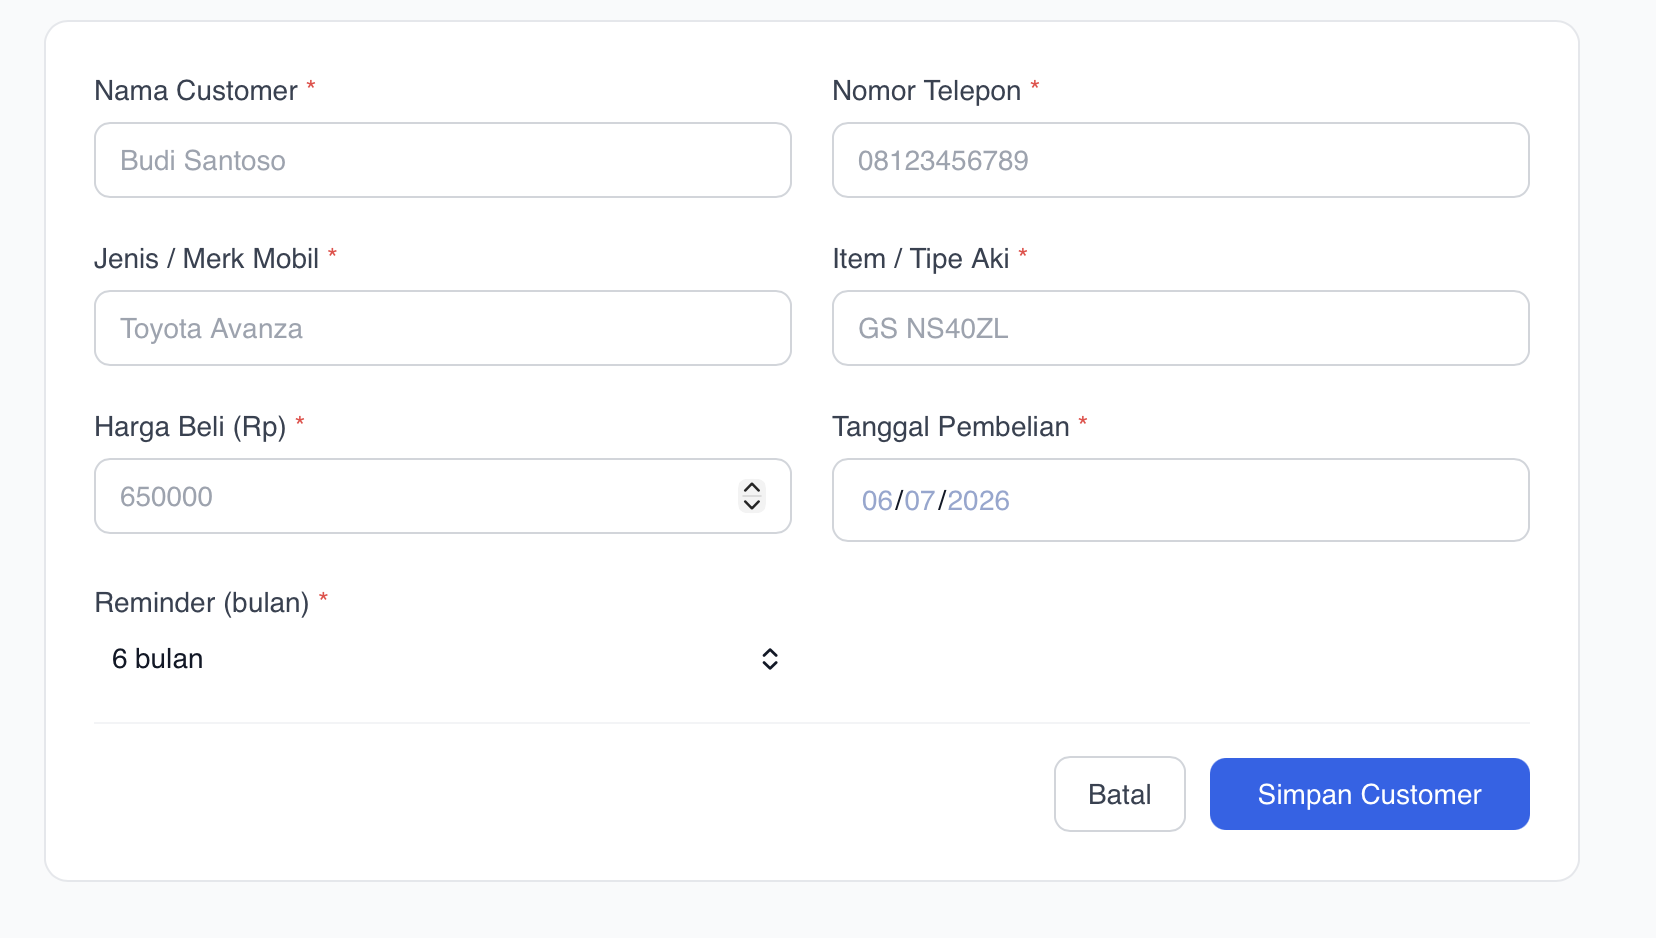 Nama Customer *
Nomor Telepon *
Budi Santoso
08123456789
Jenis / Merk Mobil *
Item / Tipe Aki *
Toyota Avanza
GS NS40ZL
Harga Beli (Rp) *
Tanggal Pembelian *
650000
06/07/2026
Reminder (bulan) *
6 bulan
Batal
Simpan Customer